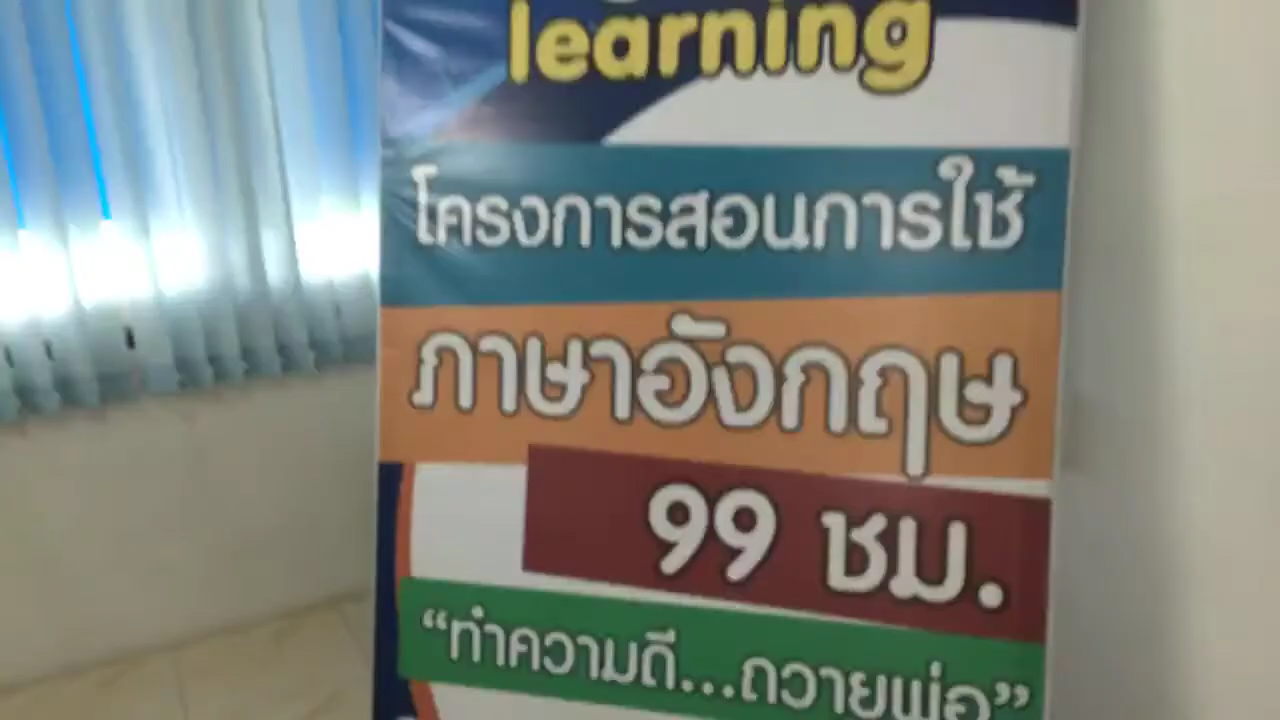 learning
โครงการสอนการใช้
ภาษาอังกฤษ
99 ชม.
“ทำความดี...ถวายพ่อ”